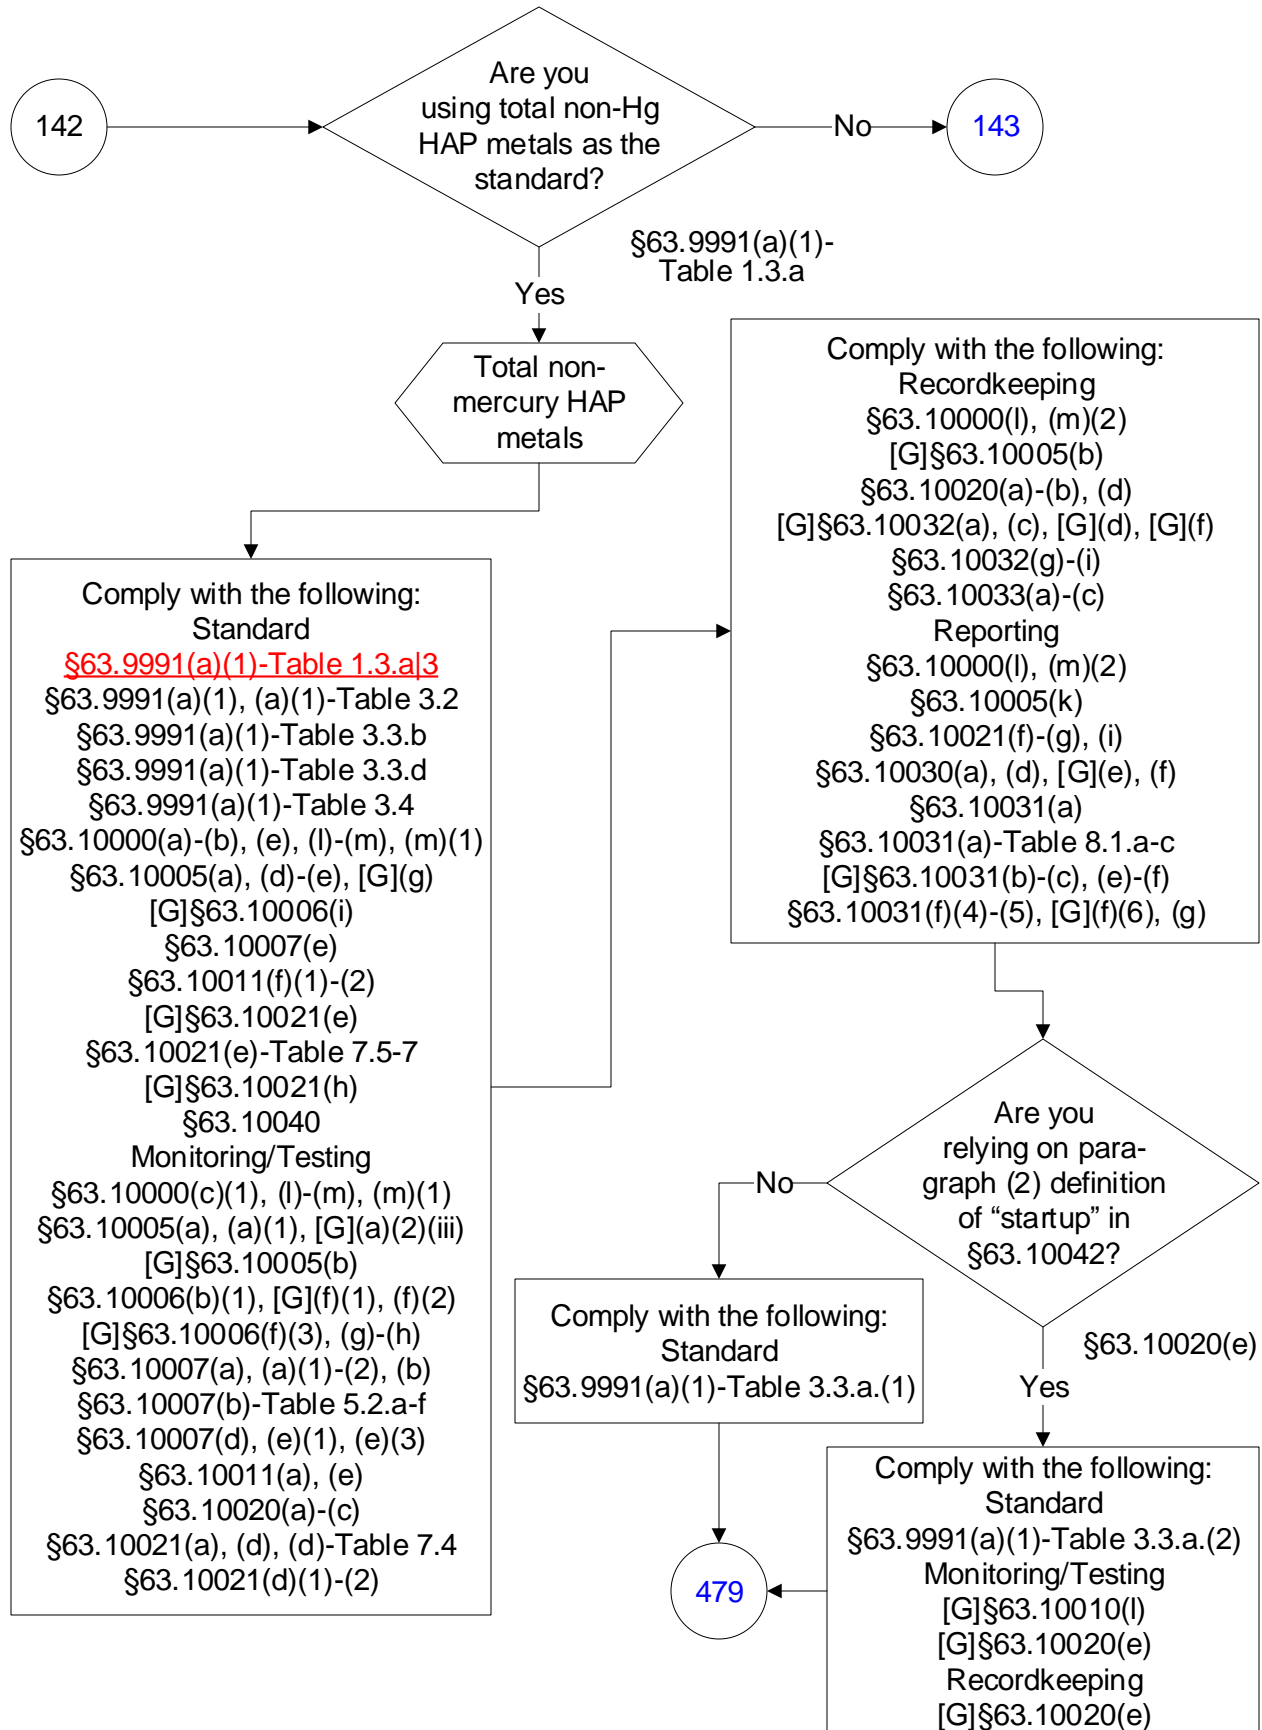 142
Are you
using total non-Hg
HAP metals as the
standard?
No
143
§63.9991(a)(1)-
Table 1.3.a
Yes
Total non-
mercury HAP
metals
Comply with the following:
Standard
§63.9991(a)(1)-Table 1.3.a|3
§63.9991(a)(1), (a)(1)-Table 3.2
§63.9991(a)(1)-Table 3.3.b
§63.9991(a)(1)-Table 3.3.d
§63.9991(a)(1)-Table 3.4
§63.10000(a)-(b), (e), (l)-(m), (m)(1)
§63.10005(a), (d)-(e), [G](g)
[G]§63.10006(i)
§63.10007(e)
§63.10011(f)(1)-(2)
[G]§63.10021(e)
§63.10021(e)-Table 7.5-7
[G]§63.10021(h)
§63.10040
Monitoring/Testing
§63.10000(c)(1), (l)-(m), (m)(1)
§63.10005(a), (a)(1), [G](a)(2)(iii)
[G]§63.10005(b)
§63.10006(b)(1), [G](f)(1), (f)(2)
[G]§63.10006(f)(3), (g)-(h)
§63.10007(a), (a)(1)-(2), (b)
§63.10007(b)-Table 5.2.a-f
§63.10007(d), (e)(1), (e)(3)
§63.10011(a), (e)
§63.10020(a)-(c)
§63.10021(a), (d), (d)-Table 7.4
§63.10021(d)(1)-(2)
Comply with the following:
Recordkeeping
§63.10000(l), (m)(2)
[G]§63.10005(b)
§63.10020(a)-(b), (d)
[G]§63.10032(a), (c), [G](d), [G](f)
§63.10032(g)-(i)
§63.10033(a)-(c)
Reporting
§63.10000(l), (m)(2)
§63.10005(k)
§63.10021(f)-(g), (i)
§63.10030(a), (d), [G](e), (f)
§63.10031(a)
§63.10031(a)-Table 8.1.a-c
[G]§63.10031(b)-(c), (e)-(f)
§63.10031(f)(4)-(5), [G](f)(6), (g)
Are you
relying on para-
graph (2) definition
of “startup” in
§63.10042?
No
Comply with the following:
Standard
§63.9991(a)(1)-Table 3.3.a.(1)
§63.10020(e)
Yes
Comply with the following:
Standard
§63.9991(a)(1)-Table 3.3.a.(2)
Monitoring/Testing
[G]§63.10010(l)
[G]§63.10020(e)
Recordkeeping
[G]§63.10020(e)
479